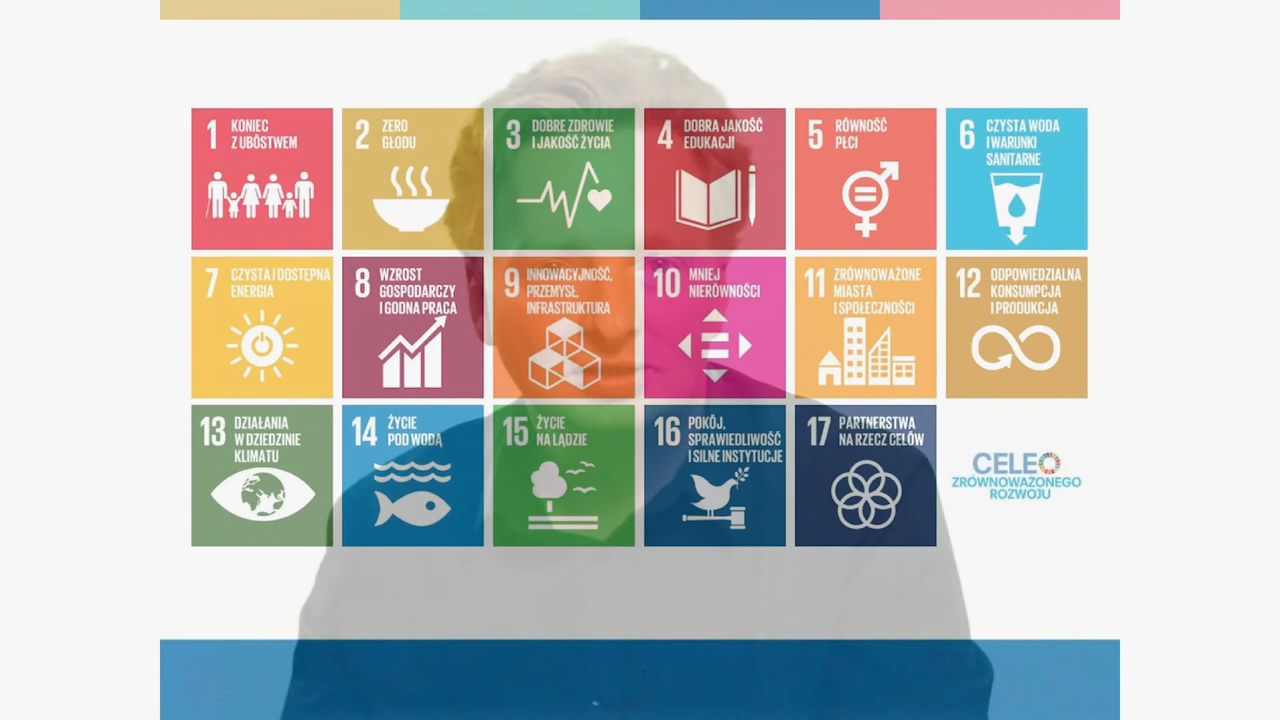 1 KONIEC
Z UBÓSTWEM
2 ZERO
GŁODU
3 DOBRE ZDROWIE
I JAKOŚĆ ŻYCIA
4 DOBRA JAKOŚĆ
EDUKACJI
5 RÓWNOŚĆ
PŁCI
6 CZYSTA WODA
I WARUNKI
SANITARNE
7 CZYSTA I DOSTĘPNA
ENERGIA
8 WZROST
GOSPODARCZY
I GODNA PRACA
9 INNOWACYJNOŚĆ,
PRZEMYSŁ,
INFRASTRUKTURA
10 MNIEJ
NIERÓWNOŚCI
11 ZRÓWNOWAŻONE
MIASTA
I SPOŁECZNOŚCI
12 ODPOWIEDZIALNA
KONSUMPCJA
I PRODUKCJA
13 DZIAŁANIA
W DZIEDZINIE
KLIMATU
14 ŻYCIE
POD WODĄ
15 ŻYCIE
NA LĄDZIE
16 POKÓJ,
SPRAWIEDLIWOŚĆ
I SILNE INSTYTUCJE
17 PARTNERSTWA
NA RZECZ CELÓW
CELE
ZRÓWNOWAŻONEGO
ROZWOJU